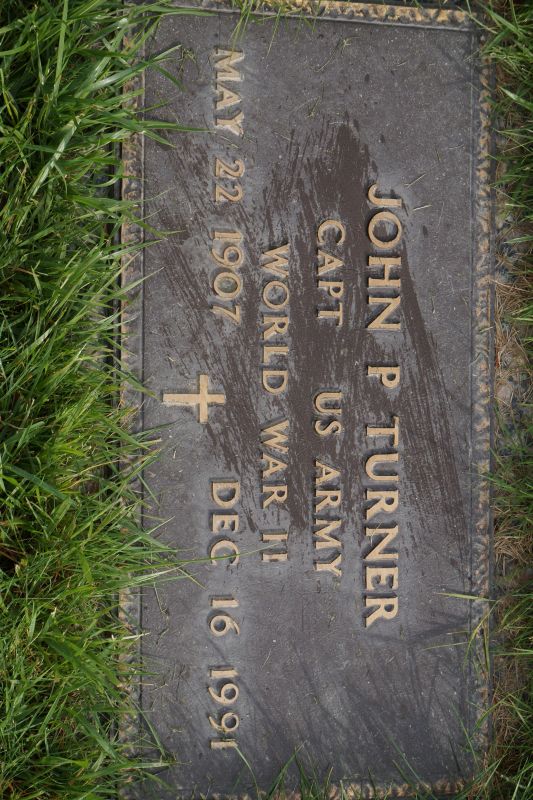 JOHN P TURNER
CAPT US ARMY
WORLD WAR II
MAY 22 1907 DEC 16 1991